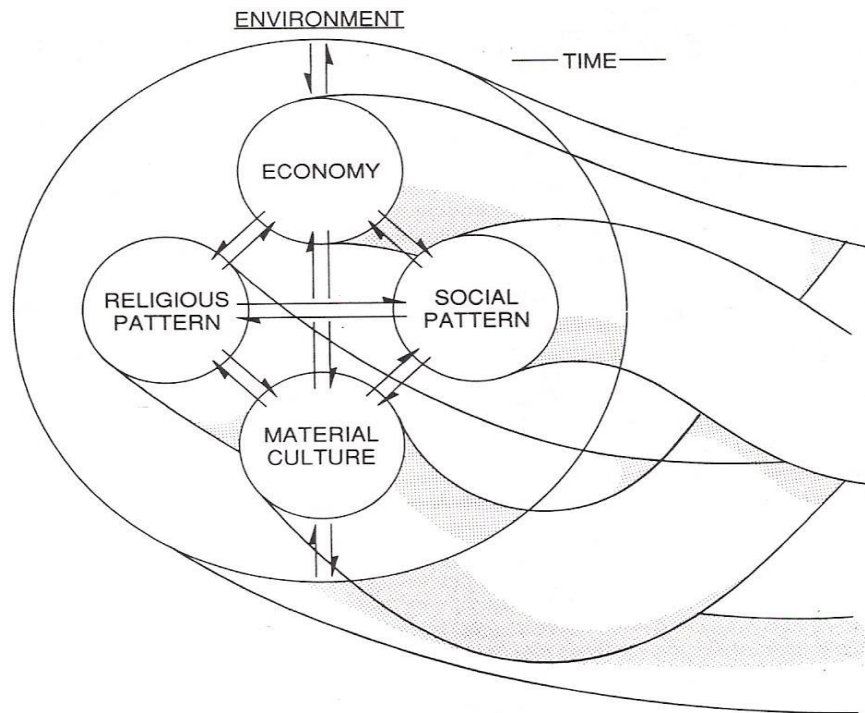 ENVIRONMENT
TIME
ECONOMY
RELIGIOUS
PATTERN
SOCIAL
PATTERN
MATERIAL
CULTURE